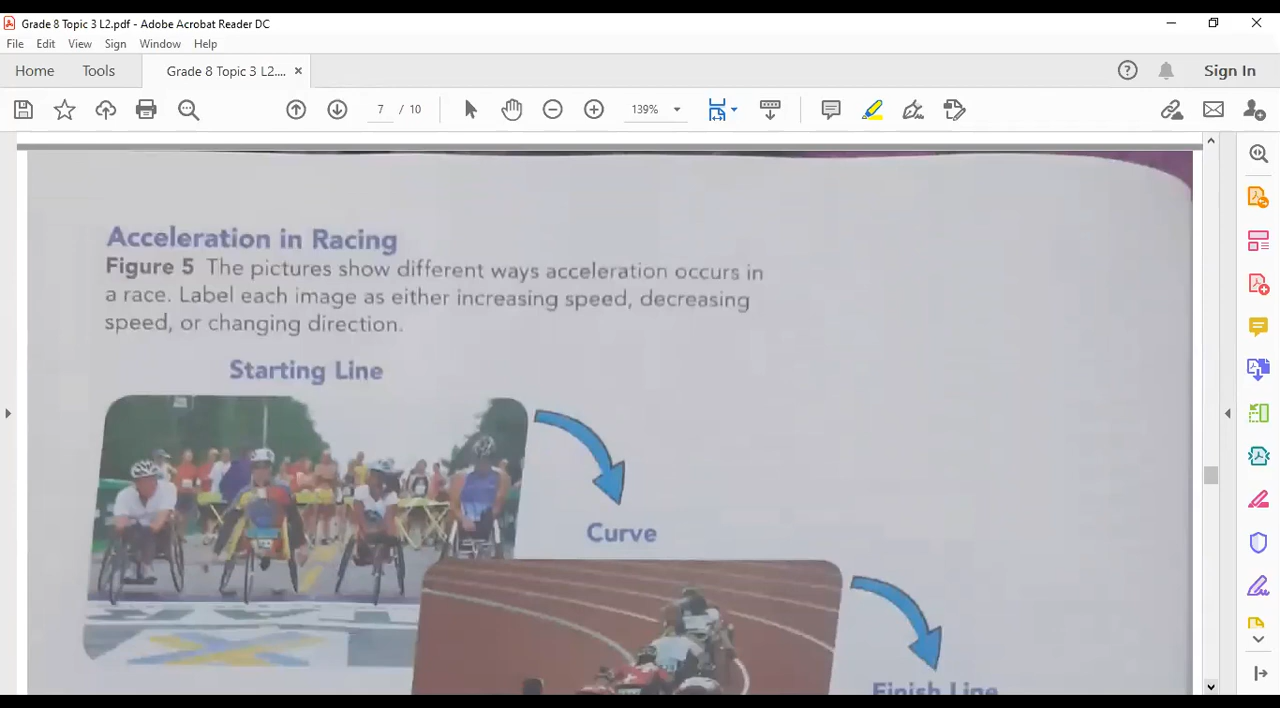 Grade 8 Topic 3 L2.pdf - Adobe Acrobat Reader DC
File Edit View Sign Window Help
Home Tools Grade 8 Topic 3 L2.... × Sign In
7 / 10 139%
Acceleration in Racing
Figure 5 The pictures show different ways acceleration occurs in
a race. Label each image as either increasing speed, decreasing
speed, or changing direction.
Starting Line
Curve
Finish Line